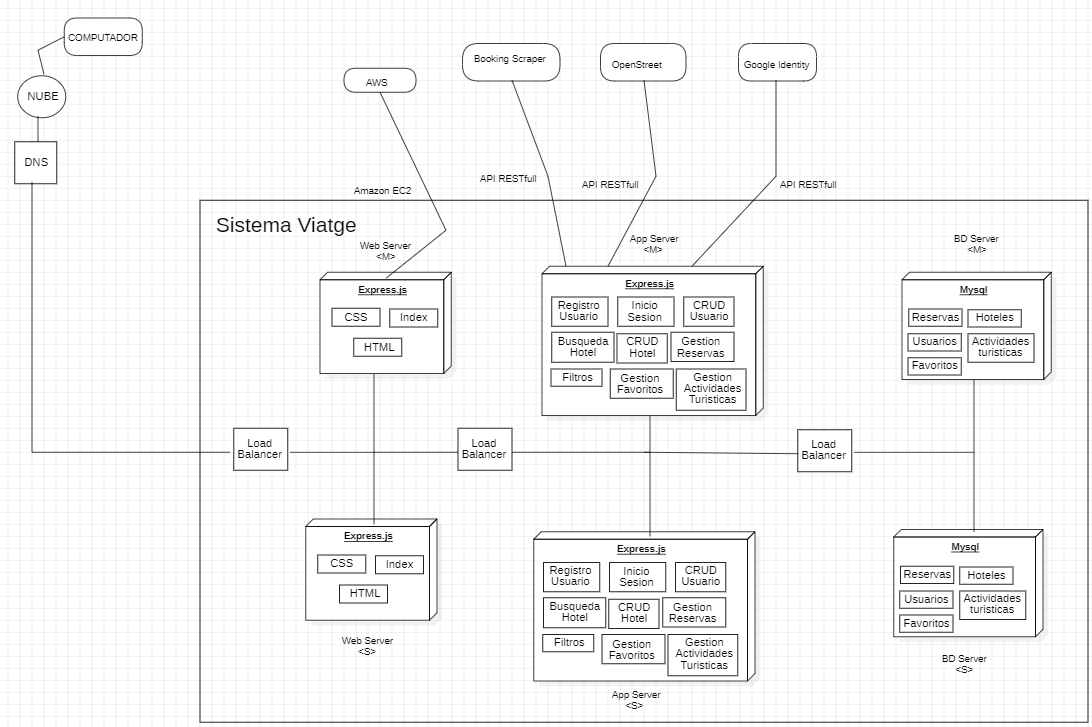 COMPUTADOR
NUBE
DNS
AWS
Booking Scraper
OpenStreet
Google Identity
Amazon EC2
API RESTfull
API RESTfull
API RESTfull
Sistema Viatge
Web Server
<M>
Express.js
CSS
Index
HTML
App Server
<M>
Express.js
Registro
Usuario
Inicio
Sesion
CRUD
Usuario
Busqueda
Hotel
CRUD
Hotel
Gestion
Reservas
Filtros
Gestion
Favoritos
Gestion
Actividades
Turisticas
BD Server
<M>
Mysql
Reservas
Hoteles
Usuarios
Actividades
turisticas
Favoritos
Load
Balancer
Load
Balancer
Load
Balancer
Express.js
CSS
Index
HTML
Web Server
<S>
Express.js
Registro
Usuario
Inicio
Sesion
CRUD
Usuario
Busqueda
Hotel
CRUD
Hotel
Gestion
Reservas
Filtros
Gestion
Favoritos
Gestion
Actividades
Turisticas
App Server
<S>
Mysql
Reservas
Hoteles
Usuarios
Actividades
turisticas
Favoritos
BD Server
<S>